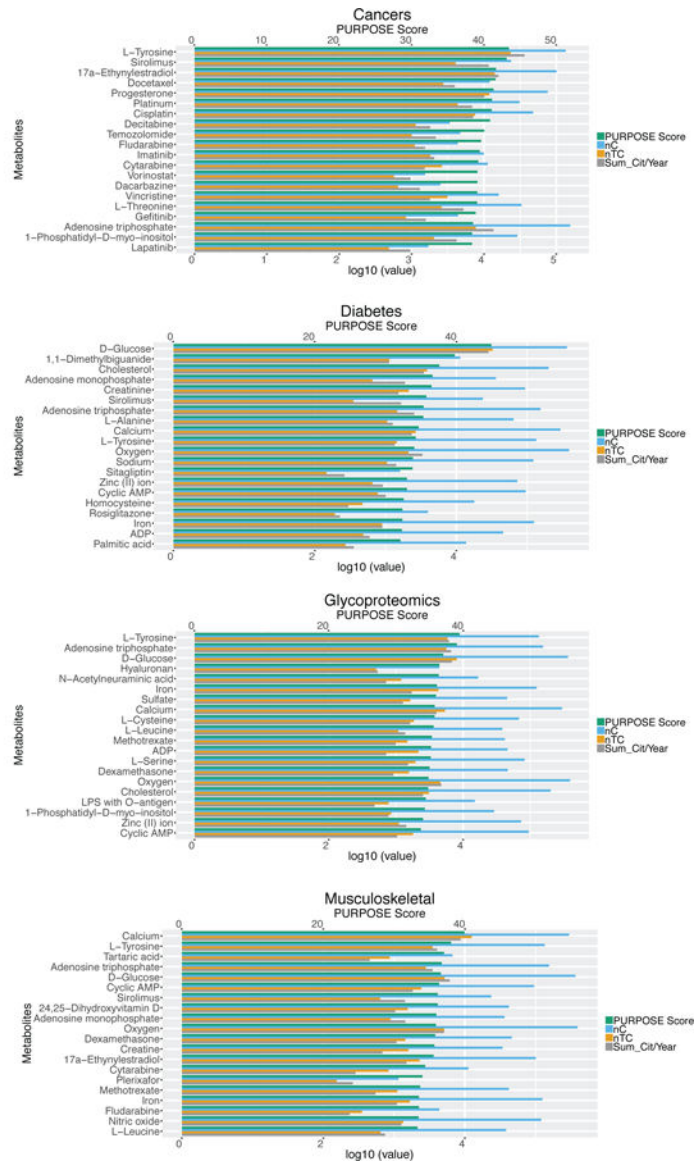 Cancers
PURPOSE Score
0 10 20 30 40 50
L-Tyrosine
Sirolimus
17a-Ethynylestradiol
Docetaxel
Progesterone
Platinum
Cisplatin
Decitabine
Temozolomide
Fludarabine
Imatinib
Cytarabine
Vorinostat
Dacarbazine
Vincristine
L-Threonine
Gefitinib
Adenosine triphosphate
1-Phosphatidyl-D-myo-inositol
Lapatinib
Metabolites
PURPOSE Score
nC
nTC
Sum_Cit/Year
0 1 2 3 4 5
log10 (value)
Diabetes
PURPOSE Score
0 20 40
D-Glucose
1,1-Dimethylbiguanide
Cholesterol
Adenosine monophosphate
Creatinine
Sirolimus
Adenosine triphosphate
L-Alanine
Calcium
L-Tyrosine
Oxygen
Sodium
Sitagliptin
Zinc (II) ion
Cyclic AMP
Homocysteine
Rosiglitazone
Iron
ADP
Palmitic acid
Metabolites
PURPOSE Score
nC
nTC
Sum_Cit/Year
0 2 4
log10 (value)
Glycoproteomics
PURPOSE Score
0 20 40
L-Tyrosine
Adenosine triphosphate
D-Glucose
Hyaluronan
N-Acetylneuraminic acid
Iron
Sulfate
Calcium
L-Cysteine
L-Leucine
Methotrexate
ADP
L-Serine
Dexamethasone
Oxygen
Cholesterol
LPS with O-antigen
1-Phosphatidyl-D-myo-inositol
Zinc (II) ion
Cyclic AMP
Metabolites
PURPOSE Score
nC
nTC
Sum_Cit/Year
0 2 4
log10 (value)
Musculoskeletal
PURPOSE Score
0 20 40
Calcium
L-Tyrosine
Tartaric acid
Adenosine triphosphate
D-Glucose
Cyclic AMP
Sirolimus
24,25-Dihydroxyvitamin D
Adenosine monophosphate
Oxygen
Dexamethasone
Creatine
17a-Ethynylestradiol
Cytarabine
Plerixafor
Methotrexate
Iron
Fludarabine
Nitric oxide
L-Leucine
Metabolites
PURPOSE Score
nC
nTC
Sum_Cit/Year
0 2 4
log10 (value)